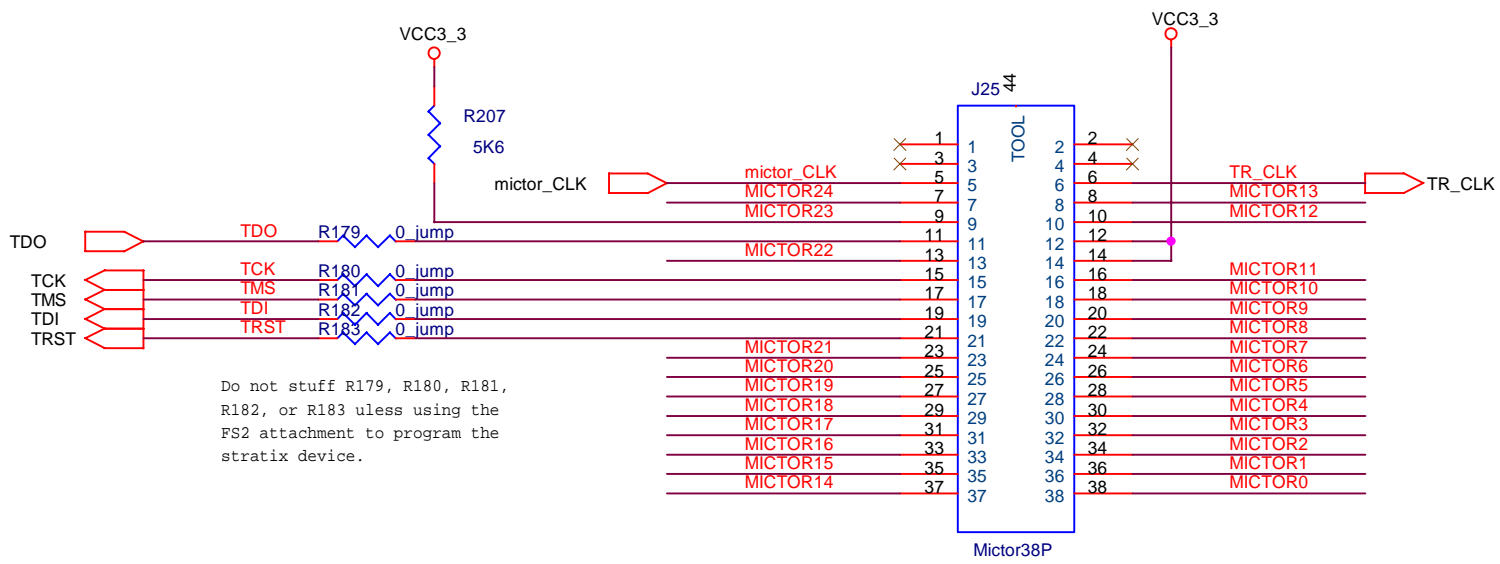 VCC3_3
VCC3_3
J25
44
R207
5K6
TOOL
1 1 2 2
3 3 4 4
mictor_CLK mictor_CLK 5 5 6 6 TR_CLK TR_CLK
MICTOR24 7 7 8 8 MICTOR13
MICTOR23 9 9 10 10 MICTOR12
TDO TDO R179 0_jump 11 11 12 12
MICTOR22 13 13 14 14
TCK TCK R180 0_jump 15 15 16 16 MICTOR11
TMS TMS R181 0_jump 17 17 18 18 MICTOR10
TDI TDI R182 0_jump 19 19 20 20 MICTOR9
TRST TRST R183 0_jump 21 21 22 22 MICTOR8
MICTOR21 23 23 24 24 MICTOR7
MICTOR20 25 25 26 26 MICTOR6
MICTOR19 27 27 28 28 MICTOR5
MICTOR18 29 29 30 30 MICTOR4
MICTOR17 31 31 32 32 MICTOR3
MICTOR16 33 33 34 34 MICTOR2
MICTOR15 35 35 36 36 MICTOR1
MICTOR14 37 37 38 38 MICTOR0
Do not stuff R179, R180, R181,
R182, or R183 uless using the
FS2 attachment to program the
stratix device.
Mictor38P